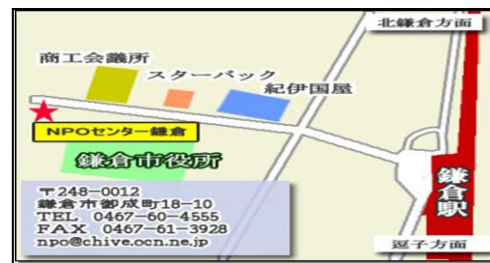 北鎌倉方面
商工会議所
スターバック
紀伊国屋
NPOセンター鎌倉
鎌倉市役所
鎌倉駅
〒248-0012
鎌倉市御成町18-10
TEL 0467-60-4555
FAX 0467-61-3928
npo@chive.ocn.ne.jp
逗子方面